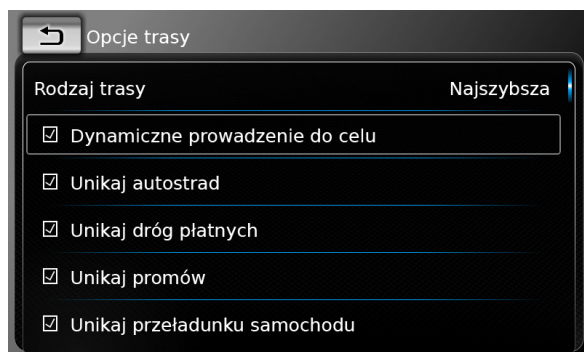 Opcje trasy
Rodzaj trasy Najszybsza
Dynamiczne prowadzenie do celu
Unikaj autostrad
Unikaj dróg płatnych
Unikaj promów
Unikaj przeładunku samochodu